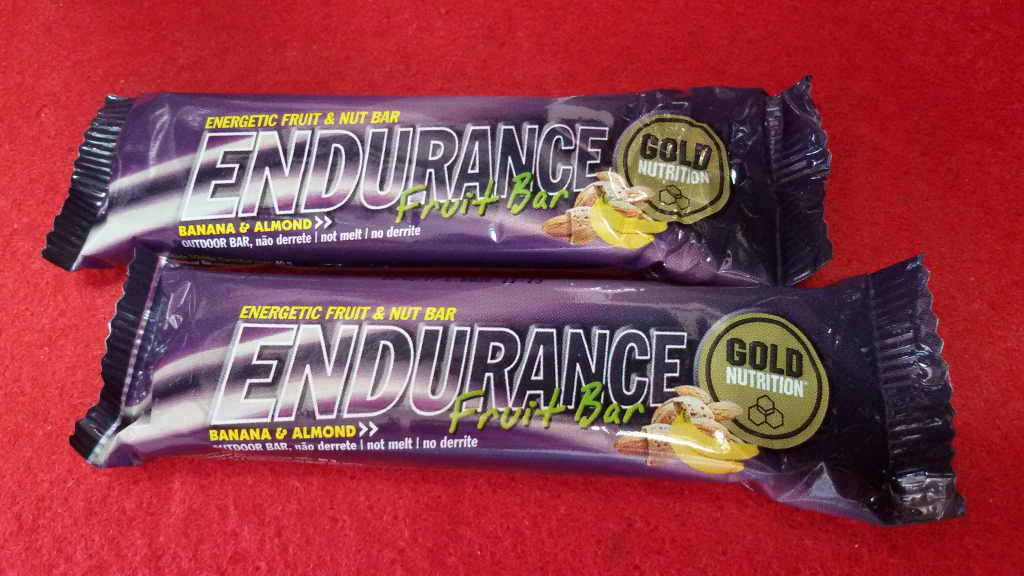 ENERGETIC FRUIT & NUT BAR
ENDURANCE
Fruit Bar
BANANA & ALMOND >>
OUTDOOR BAR, não derrete | not melt | no derrite
GOLD
NUTRITION
ENERGETIC FRUIT & NUT BAR
ENDURANCE
Fruit Bar
BANANA & ALMOND >>
OUTDOOR BAR, não derrete | not melt | no derrite
GOLD
NUTRITION